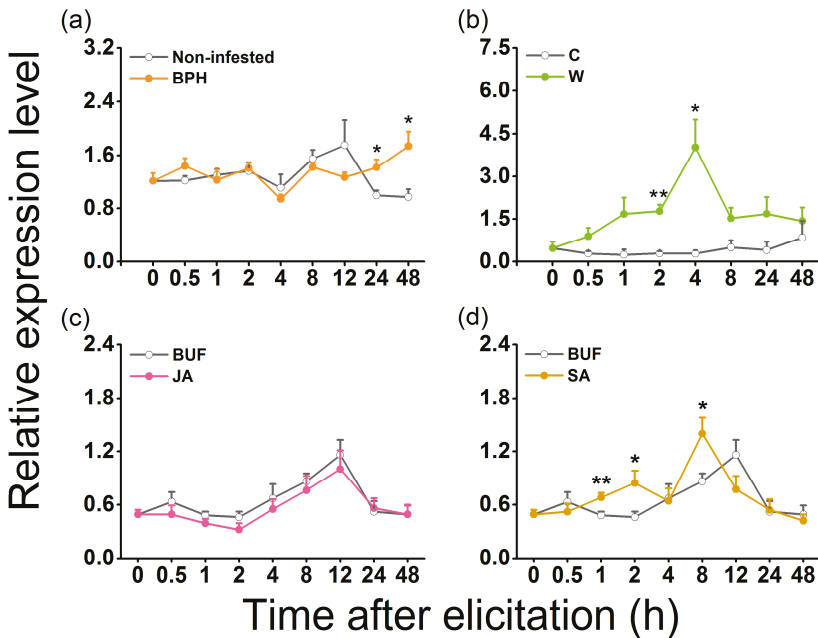 Relative expression level
(a)
Non-infested
BPH
3.2
2.4
1.6
0.8
0.0
*
*
0 0.5 1 2 4 8 12 24 48
(b)
C
W
7.5
6.0
4.5
3.0
1.5
0.0
**
*
0 0.5 1 2 4 8 24 48
(c)
BUF
JA
2.4
1.8
1.2
0.6
0.0
0 0.5 1 2 4 8 12 24 48
(d)
BUF
SA
2.4
1.8
1.2
0.6
0.0
**
*
*
0 0.5 1 2 4 8 12 24 48
Time after elicitation (h)